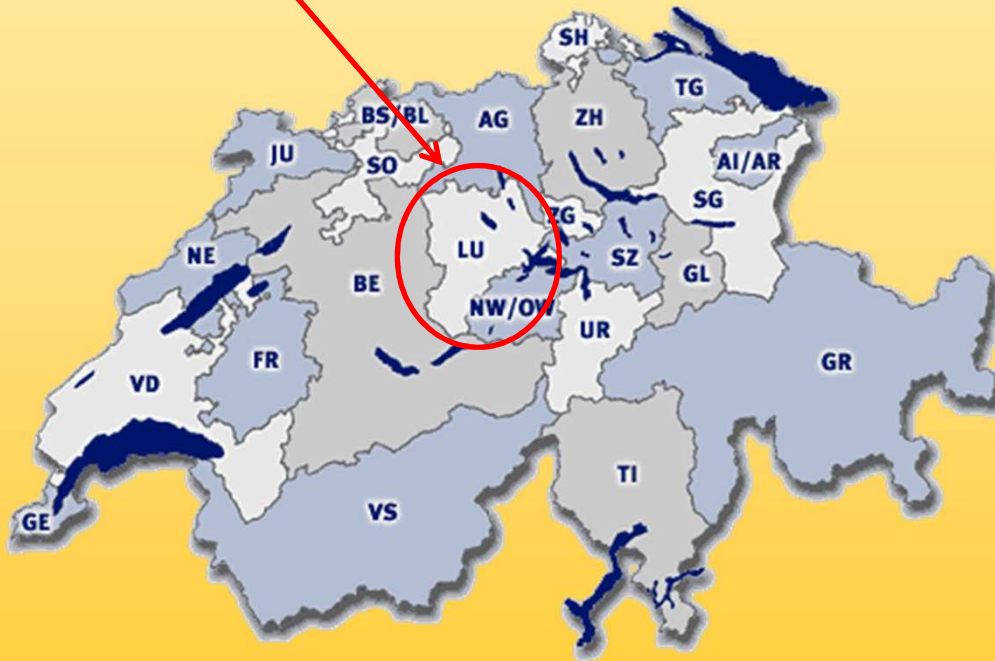 SH
TG
BS/BL
AG
ZH
JU
SO
AI/AR
SG
ZG
NE
LU
SZ
GL
BE
NW/OW
UR
FR
GR
VD
TI
VS
GE